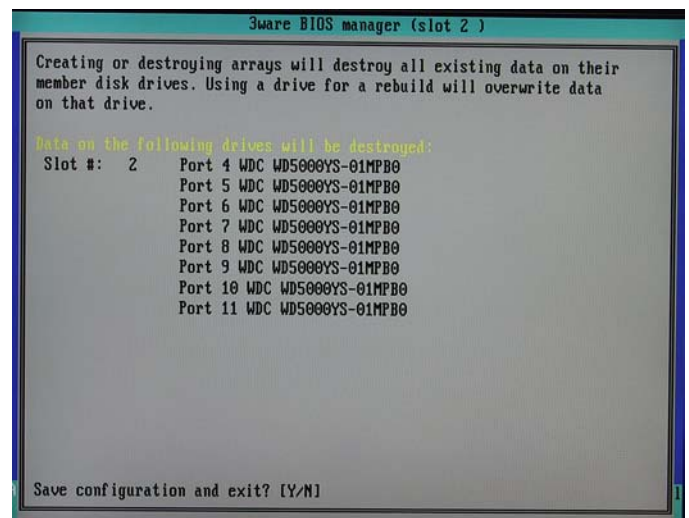 3ware BIOS manager (slot 2 )
Creating or destroying arrays will destroy all existing data on their
member disk drives. Using a drive for a rebuild will overwrite data
on that drive.
Data on the following drives will be destroyed:
Slot #: 2 Port 4 WDC WD5000YS-01MPB0
Port 5 WDC WD5000YS-01MPB0
Port 6 WDC WD5000YS-01MPB0
Port 7 WDC WD5000YS-01MPB0
Port 8 WDC WD5000YS-01MPB0
Port 9 WDC WD5000YS-01MPB0
Port 10 WDC WD5000YS-01MPB0
Port 11 WDC WD5000YS-01MPB0
Save configuration and exit? [Y/N]